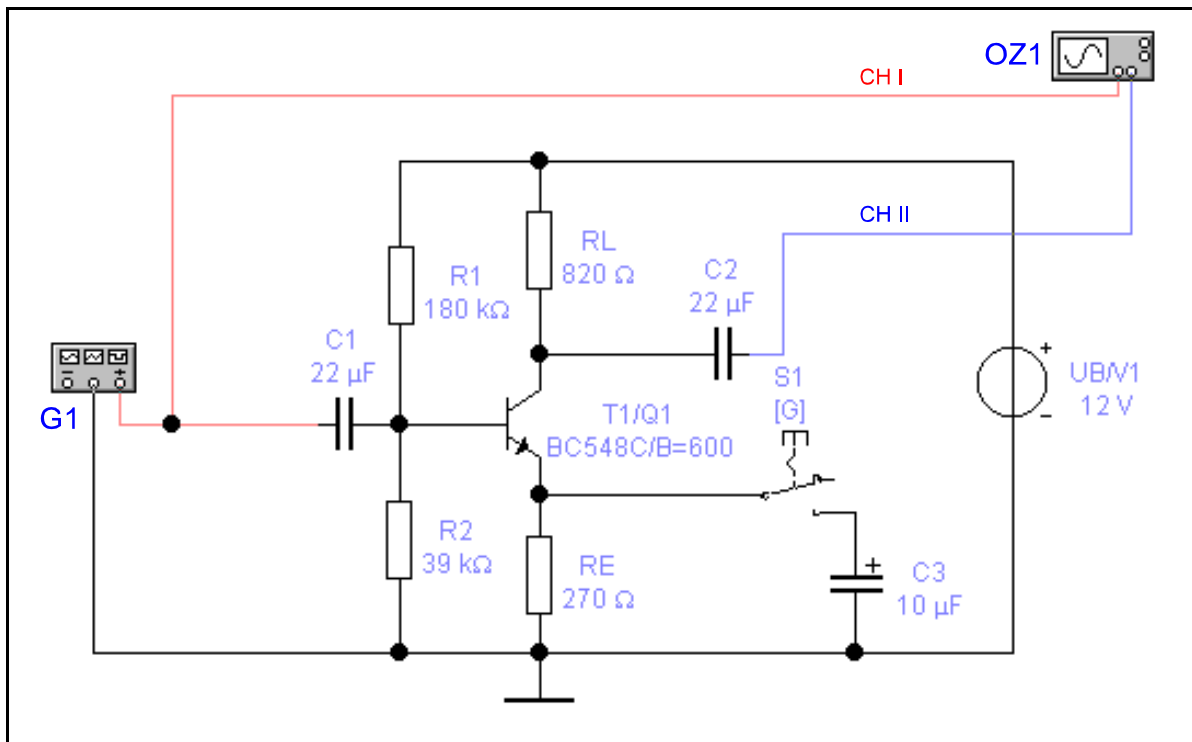 OZ1
CH I
CH II
RL
820 Ω
R1
180 kΩ
C2
22 µF
C1
22 µF
S1
[G]
UB/V1
12 V
G1
T1/Q1
BC548C/B=600
R2
39 kΩ
RE
270 Ω
C3
10 µF